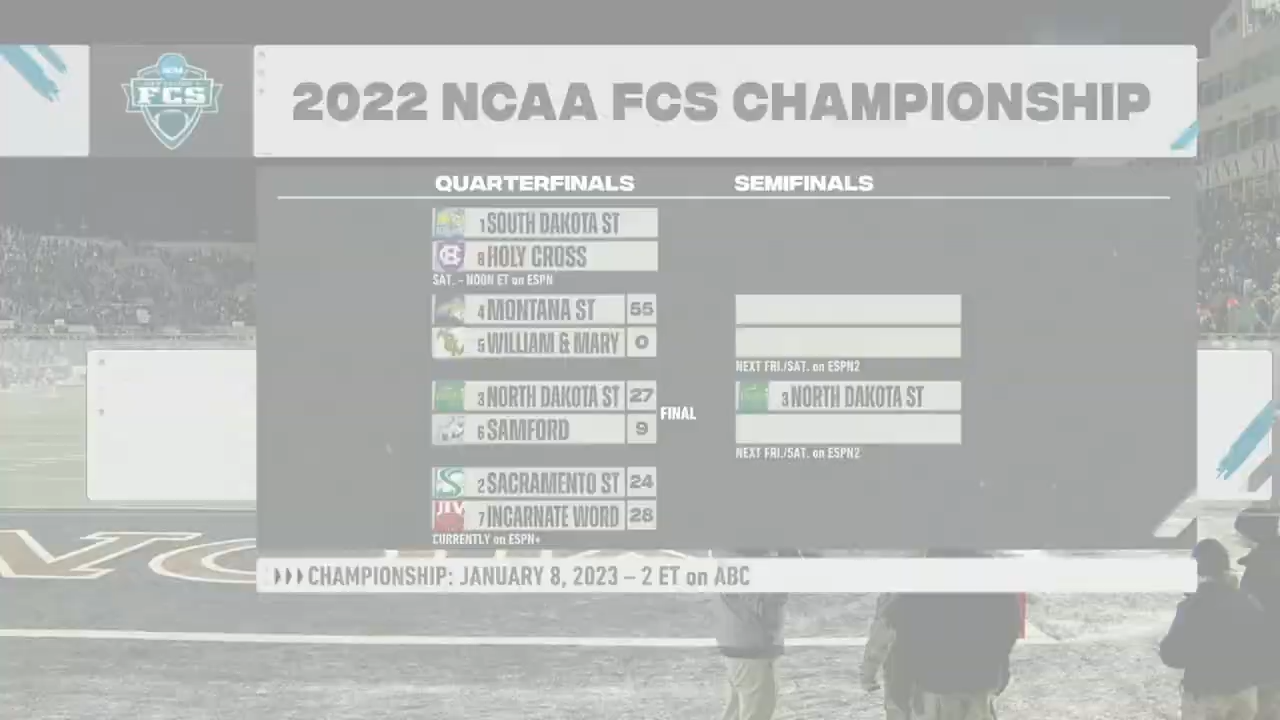 FCS
2022 NCAA FCS CHAMPIONSHIP
QUARTERFINALS
SEMIFINALS
1 SOUTH DAKOTA ST
8 HOLY CROSS
SAT. - NOON ET on ESPN
4 MONTANA ST 55
5 WILLIAM & MARY 0
NEXT FRI./SAT. on ESPN2
3 NORTH DAKOTA ST 27
6 SAMFORD 9
FINAL
3 NORTH DAKOTA ST
NEXT FRI./SAT. on ESPN2
2 SACRAMENTO ST 24
7 INCARNATE WORD 28
CURRENTLY on ESPN+
CHAMPIONSHIP: JANUARY 8, 2023 – 2 ET on ABC